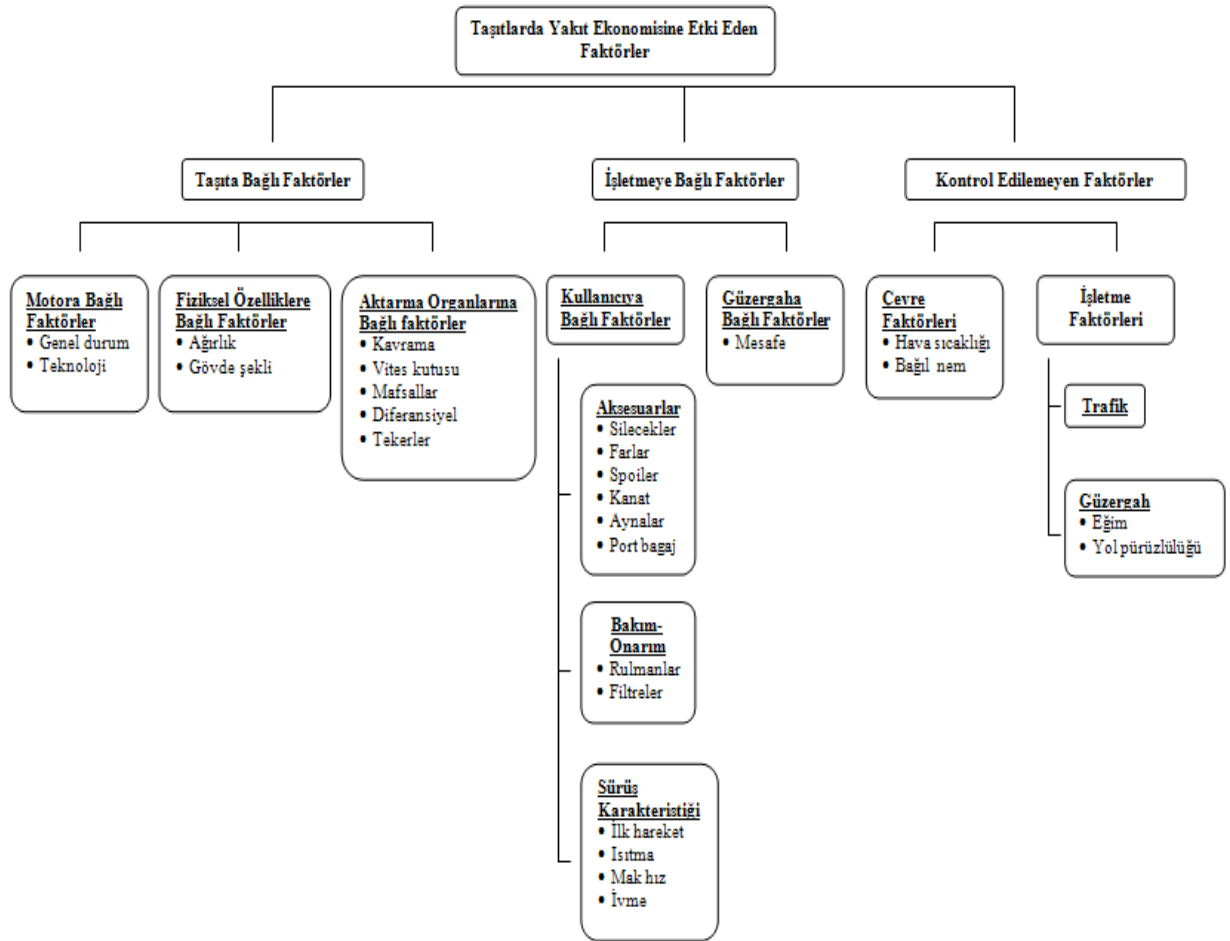 Taşıtlarda Yakıt Ekonomisine Etki Eden
Faktörler
Taşıta Bağlı Faktörler
İşletmeye Bağlı Faktörler
Kontrol Edilemeyen Faktörler
Motora Bağlı
Faktörler
• Genel durum
• Teknoloji
Fiziksel Özelliklere
Bağlı Faktörler
• Ağırlık
• Gövde şekli
Aktarma Organlarına
Bağlı faktörler
• Kavrama
• Vites kutusu
• Mafsallar
• Diferansiyel
• Tekerler
Kullanıcıya
Bağlı Faktörler
Güzergaha
Bağlı Faktörler
• Mesafe
Çevre
Faktörleri
• Hava sıcaklığı
• Bağıl nem
İşletme
Faktörleri
Aksesuarlar
• Silecekler
• Farlar
• Spoiler
• Kanat
• Aynalar
• Port bagaj
Trafik
Güzergah
• Eğim
• Yol pürüzlülüğü
Bakım-
Onarım
• Rulmanlar
• Filtreler
Sürüş
Karakteristiği
• İlk hareket
• Isıtma
• Mak hız
• İvme